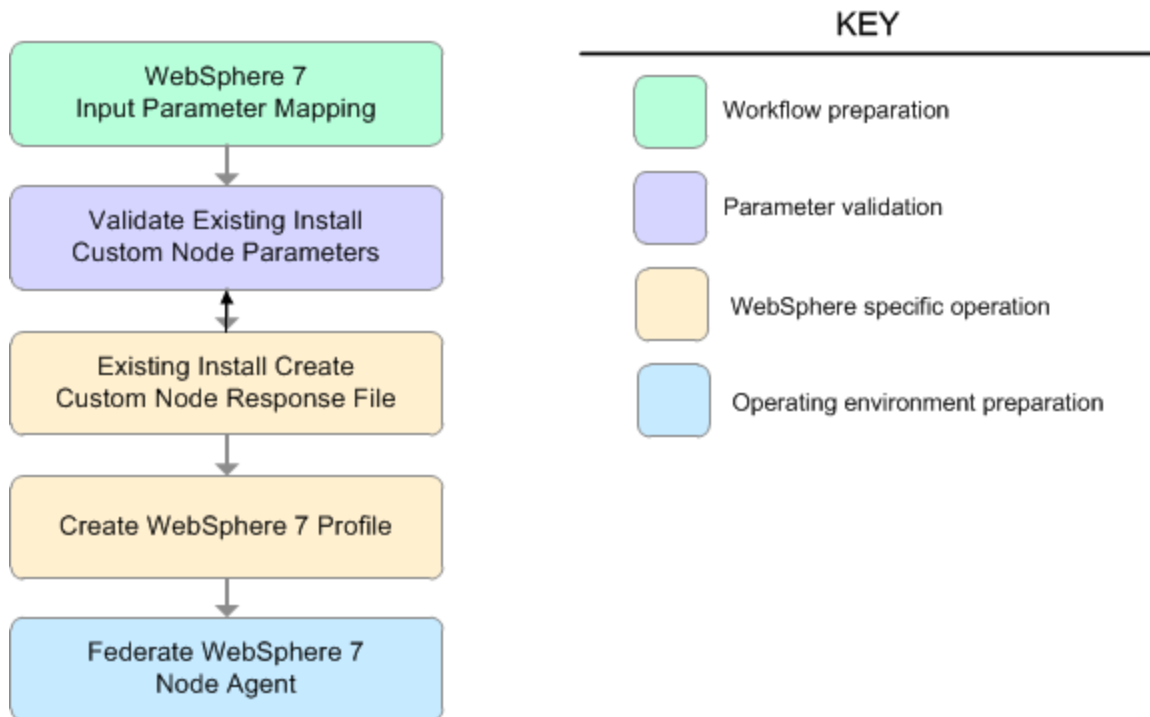 KEY
WebSphere 7
Input Parameter Mapping
Validate Existing Install
Custom Node Parameters
Existing Install Create
Custom Node Response File
Create WebSphere 7 Profile
Federate WebSphere 7
Node Agent
Workflow preparation
Parameter validation
WebSphere specific operation
Operating environment preparation